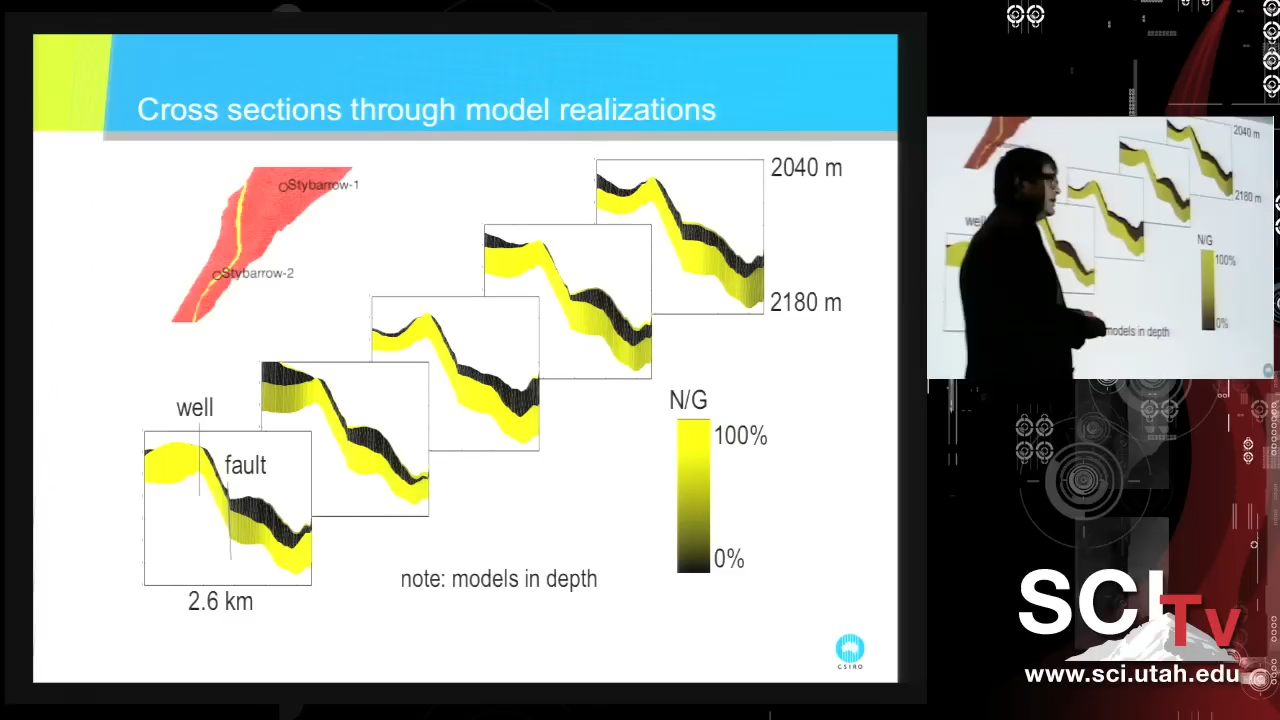 Cross sections through model realizations
Stybarrow-1
Stybarrow-2
2040 m
2180 m
well
fault
2.6 km
N/G
100%
0%
note: models in depth
CSIRO
2040 m
2180 m
well
N/G
100%
0%
models in depth
SCI
Tv
www.sci.utah.edu